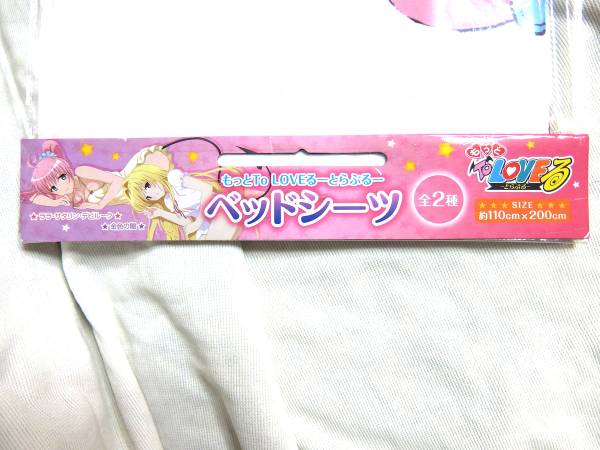 もっとTo LOVEるーとらぶるー
ベッドシーツ
全2種
もっと
To LOVEる
ーとらぶるー
★ ★ ★ SIZE ★ ★ ★
約110cm×200cm
★ララ・サタリン・デビルーク★
★金色の闇★